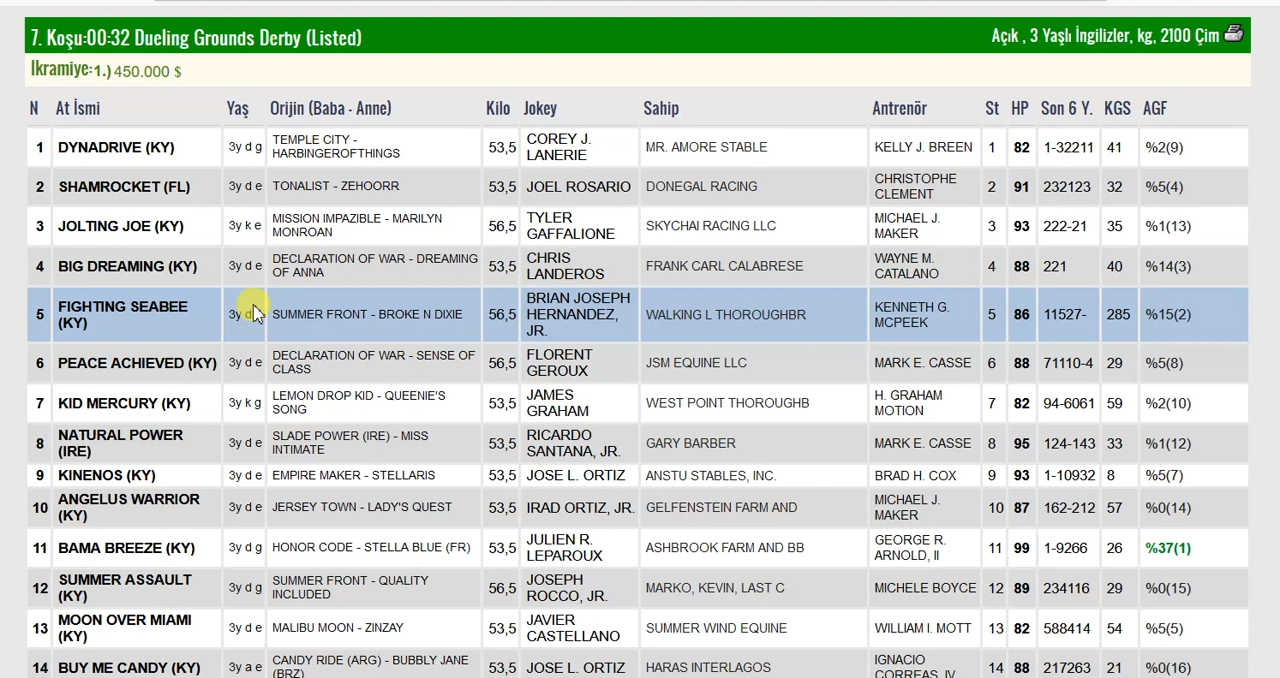 7. Koşu:00:32 Dueling Grounds Derby (Listed) Açık , 3 Yaşlı İngilizler, kg, 2100 Çim
Ikramiye:1.) 450.000 $
N At İsmi Yaş Orijin (Baba - Anne) Kilo Jokey Sahip Antrenör St HP Son 6 Y. KGS AGF
1 DYNADRIVE (KY) 3y d g TEMPLE CITY - HARBINGEROFTHINGS 53,5 COREY J. LANERIE MR. AMORE STABLE KELLY J. BREEN 1 82 1-32211 41 %2(9)
2 SHAMROCKET (FL) 3y d e TONALIST - ZEHOORR 53,5 JOEL ROSARIO DONEGAL RACING CHRISTOPHE CLEMENT 2 91 232123 32 %5(4)
3 JOLTING JOE (KY) 3y k e MISSION IMPAZIBLE - MARILYN MONROAN 56,5 TYLER GAFFALIONE SKYCHAI RACING LLC MICHAEL J. MAKER 3 93 222-21 35 %1(13)
4 BIG DREAMING (KY) 3y d e DECLARATION OF WAR - DREAMING OF ANNA 53,5 CHRIS LANDEROS FRANK CARL CALABRESE WAYNE M. CATALANO 4 88 221 40 %14(3)
5 FIGHTING SEABEE (KY) 3y d SUMMER FRONT - BROKE N DIXIE 56,5 BRIAN JOSEPH HERNANDEZ, JR. WALKING L THOROUGHBR KENNETH G. MCPEEK 5 86 11527- 285 %15(2)
6 PEACE ACHIEVED (KY) 3y d e DECLARATION OF WAR - SENSE OF CLASS 56,5 FLORENT GEROUX JSM EQUINE LLC MARK E. CASSE 6 88 71110-4 29 %5(8)
7 KID MERCURY (KY) 3y k g LEMON DROP KID - QUEENIE'S SONG 53,5 JAMES GRAHAM WEST POINT THOROUGHB H. GRAHAM MOTION 7 82 94-6061 59 %2(10)
8 NATURAL POWER (IRE) 3y d e SLADE POWER (IRE) - MISS INTIMATE 53,5 RICARDO SANTANA, JR. GARY BARBER MARK E. CASSE 8 95 124-143 33 %1(12)
9 KINENOS (KY) 3y d e EMPIRE MAKER - STELLARIS 53,5 JOSE L. ORTIZ ANSTU STABLES, INC. BRAD H. COX 9 93 1-10932 8 %5(7)
10 ANGELUS WARRIOR (KY) 3y d e JERSEY TOWN - LADY'S QUEST 53,5 IRAD ORTIZ, JR. GELFENSTEIN FARM AND MICHAEL J. MAKER 10 87 162-212 57 %0(14)
11 BAMA BREEZE (KY) 3y d g HONOR CODE - STELLA BLUE (FR) 53,5 JULIEN R. LEPAROUX ASHBROOK FARM AND BB GEORGE R. ARNOLD, II 11 99 1-9266 26 %37(1)
12 SUMMER ASSAULT (KY) 3y d g SUMMER FRONT - QUALITY INCLUDED 56,5 JOSEPH ROCCO, JR. MARKO, KEVIN, LAST C MICHELE BOYCE 12 89 234116 29 %0(15)
13 MOON OVER MIAMI (KY) 3y d e MALIBU MOON - ZINZAY 53,5 JAVIER CASTELLANO SUMMER WIND EQUINE WILLIAM I. MOTT 13 82 588414 54 %5(5)
14 BUY ME CANDY (KY) 3y a e CANDY RIDE (ARG) - BUBBLY JANE (BRZ) 53,5 JOSE L. ORTIZ HARAS INTERLAGOS IGNACIO CORREAS, IV 14 88 217263 21 %0(16)